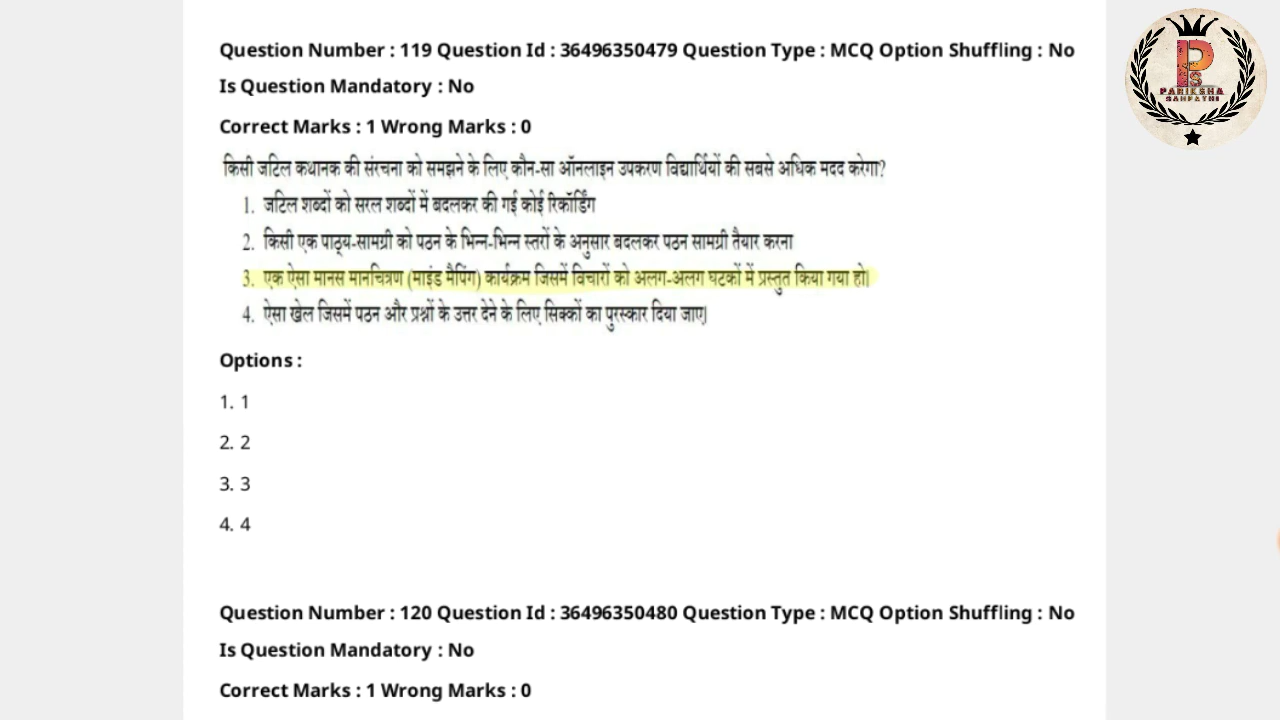 Question Number : 119 Question Id : 36496350479 Question Type : MCQ Option Shuffling : No
Is Question Mandatory : No
Correct Marks : 1 Wrong Marks : 0
किसी जटिल कथानक की संरचना को समझने के लिए कौन-सा ऑनलाइन उपकरण विद्यार्थियों की सबसे अधिक मदद करेगा?
1. जटिल शब्दों को सरल शब्दों में बदलकर की गई कोई रिकॉर्डिंग
2. किसी एक पाठ्य-सामग्री को पठन के भिन्न-भिन्न स्तरों के अनुसार बदलकर पठन सामग्री तैयार करना
3. एक ऐसा मानस मानचित्रण (माइंड मैपिंग) कार्यक्रम जिसमें विचारों को अलग-अलग घटकों में प्रस्तुत किया गया हो।
4. ऐसा खेल जिसमें पठन और प्रश्नों के उत्तर देने के लिए सिक्कों का पुरस्कार दिया जाए।
Options :
1. 1
2. 2
3. 3
4. 4
Question Number : 120 Question Id : 36496350480 Question Type : MCQ Option Shuffling : No
Is Question Mandatory : No
Correct Marks : 1 Wrong Marks : 0
PS
PARIKSHA
SANPATHI